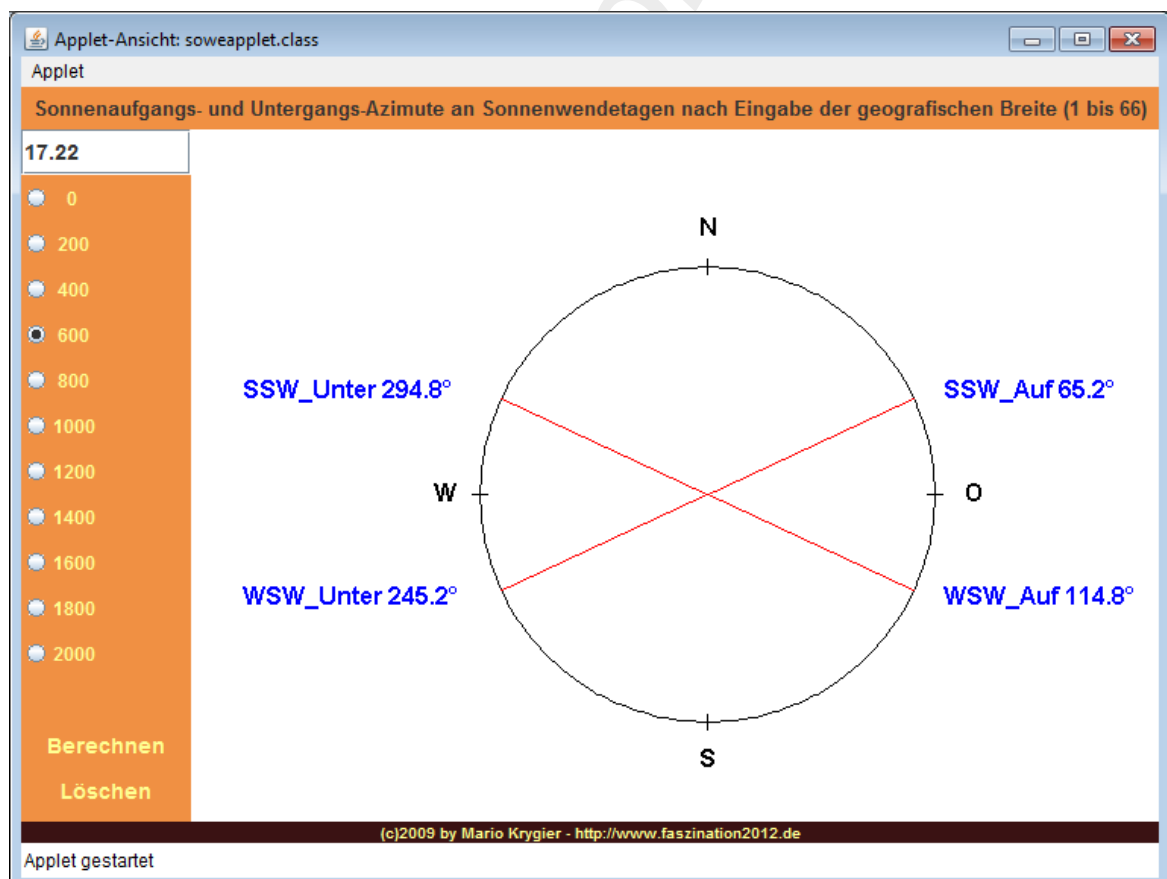 Applet-Ansicht: soweapplet.class
Applet
Sonnenaufgangs- und Untergangs-Azimute an Sonnenwendetagen nach Eingabe der geografischen Breite (1 bis 66)
17.22
0
200
400
600
800
1000
1200
1400
1600
1800
2000
Berechnen
Löschen
N
SSW_Unter 294.8°
SSW_Auf 65.2°
W
O
WSW_Unter 245.2°
WSW_Auf 114.8°
S
(c)2009 by Mario Krygier - http://www.faszination2012.de
Applet gestartet